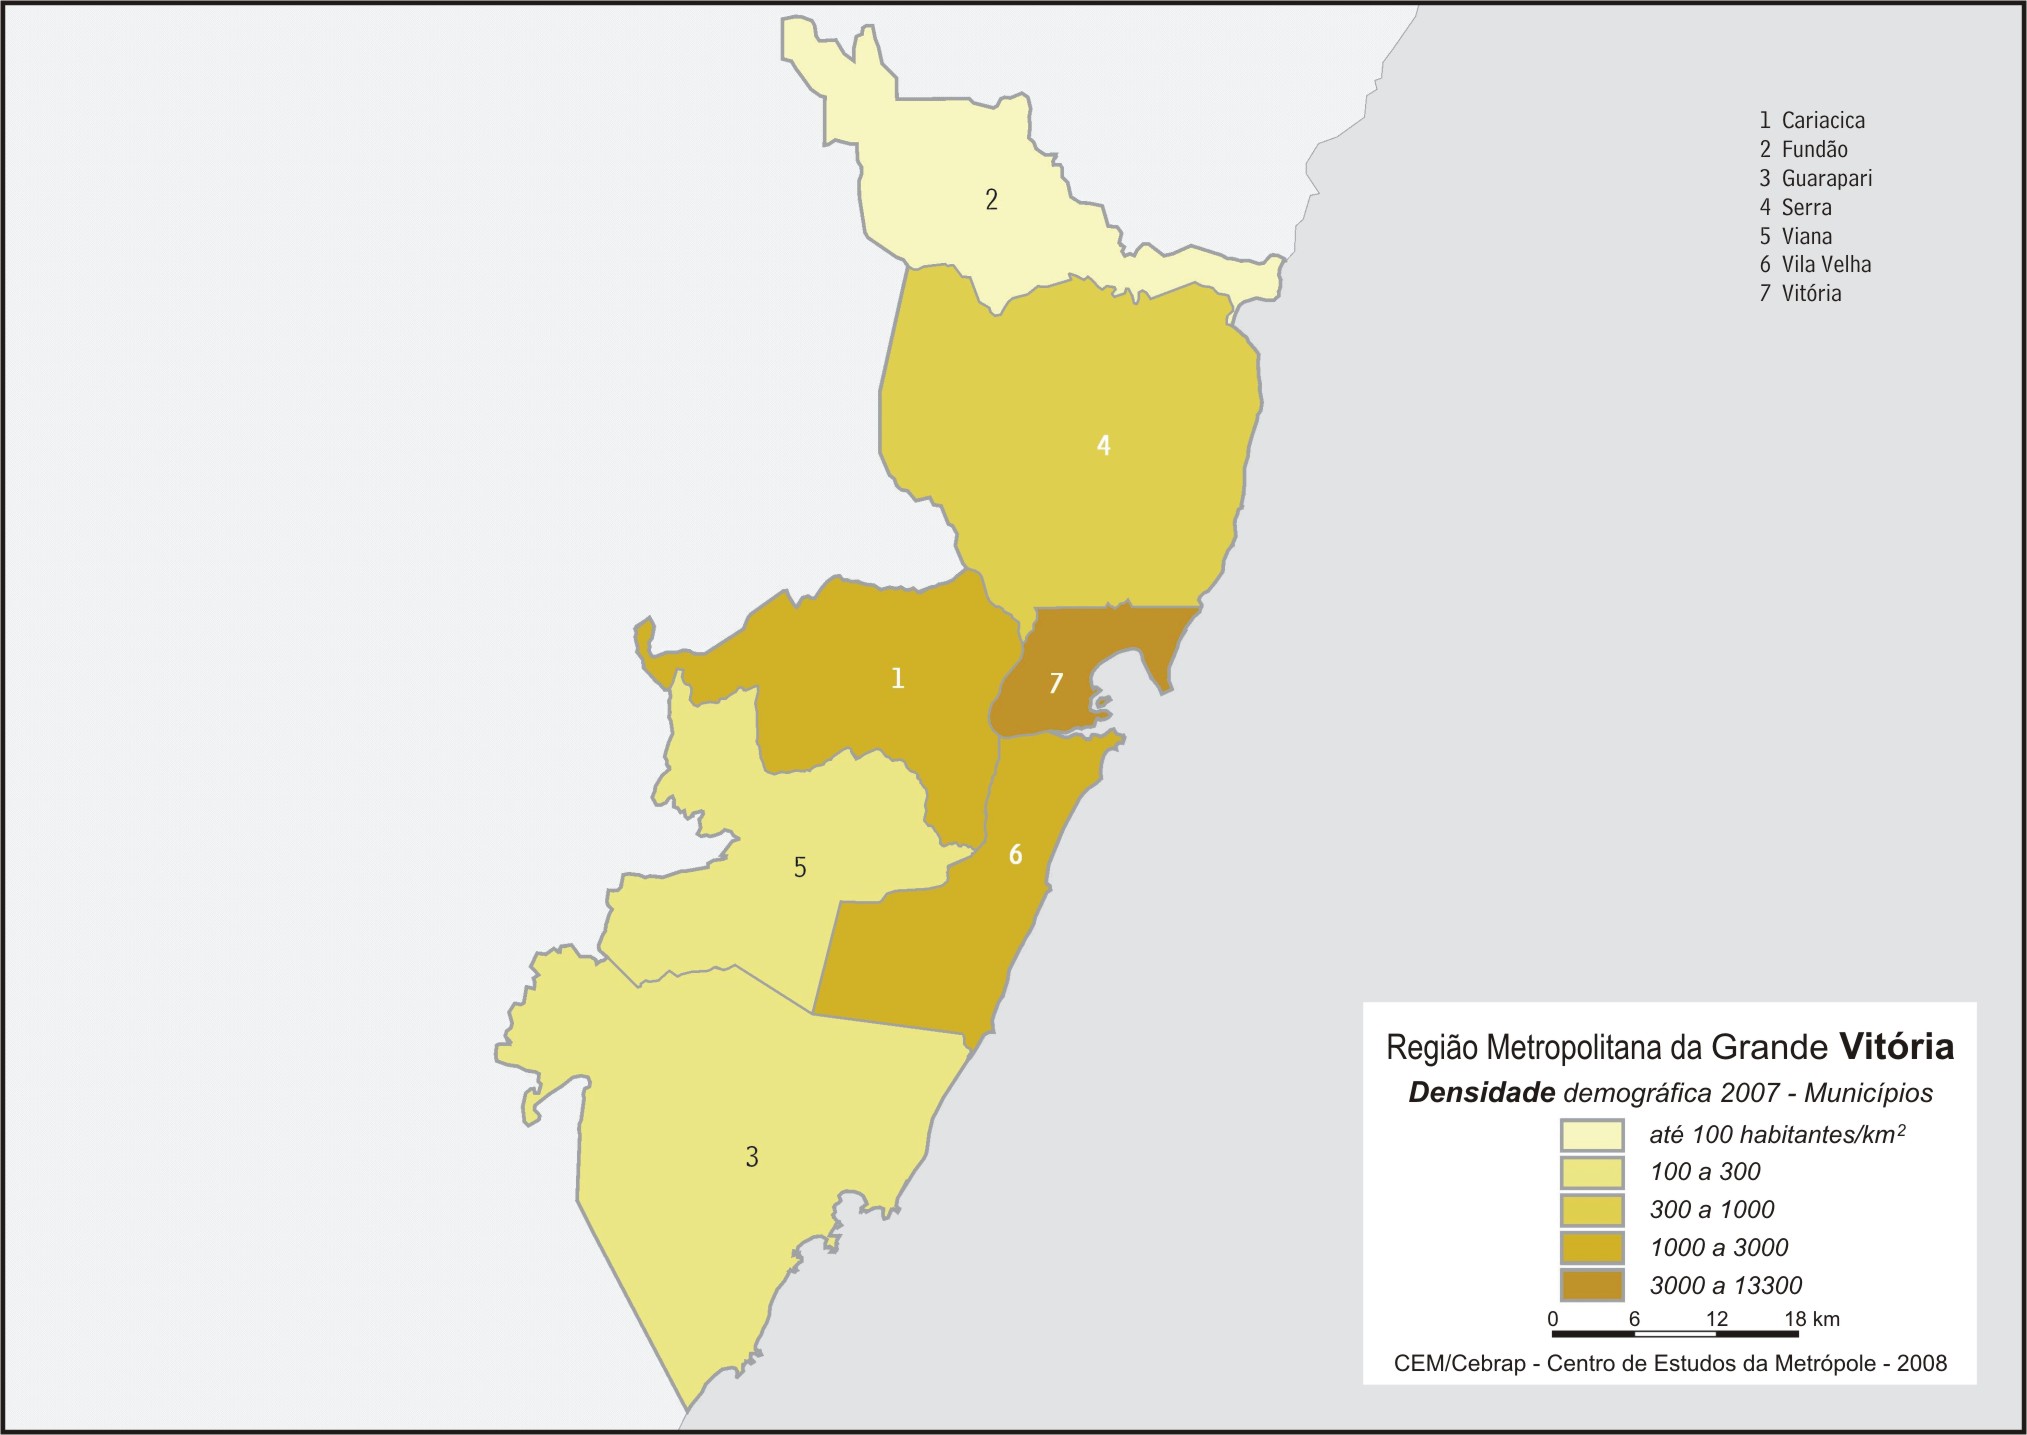 1 Cariacica
2 Fundão
3 Guarapari
4 Serra
5 Viana
6 Vila Velha
7 Vitória
2
4
1
7
6
5
3
Região Metropolitana da Grande Vitória
Densidade demográfica 2007 - Municípios
até 100 habitantes/km²
100 a 300
300 a 1000
1000 a 3000
3000 a 13300
0 6 12 18 km
CEM/Cebrap - Centro de Estudos da Metrópole - 2008